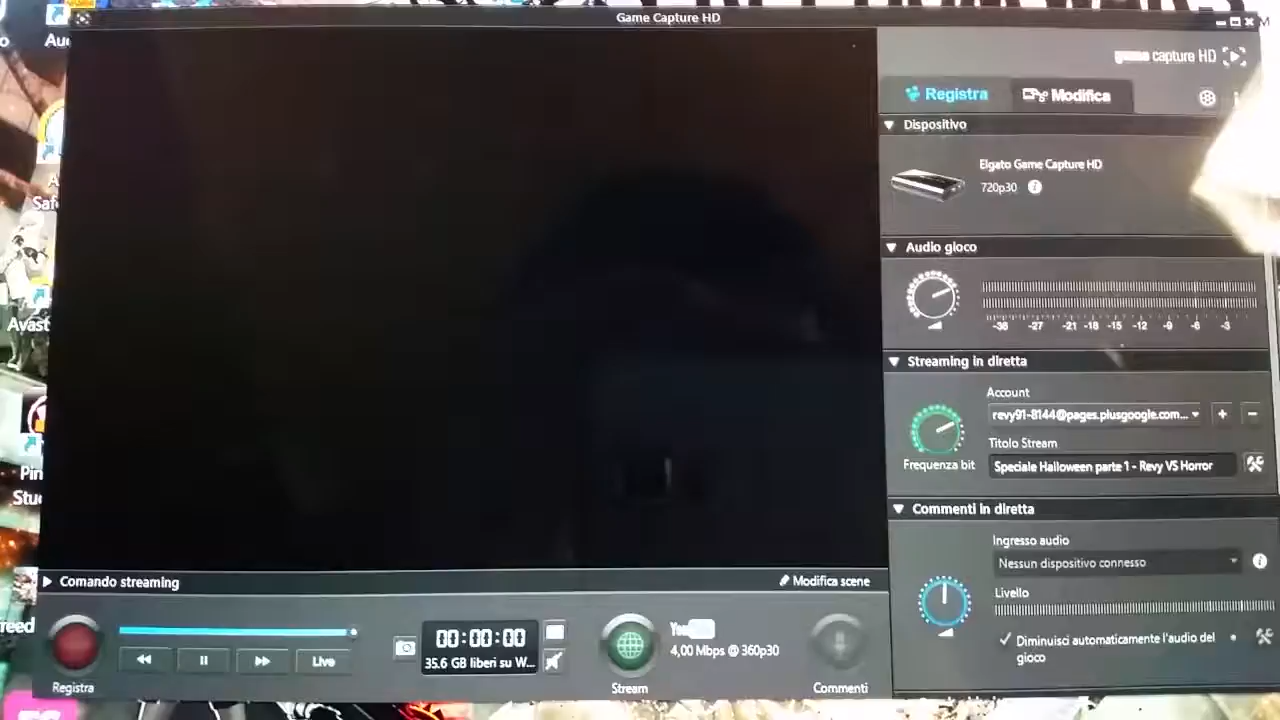 Game Capture HD
game capture HD
Registra
Modifica
Dispositivo
Elgato Game Capture HD
720p30
Audio gioco
-36 -27 -21 -18 -15 -12 -9 -6 -3
Streaming in diretta
Account
revy91-8144@pages.plusgoogle.com...
Titolo Stream
Frequenza bit
Speciale Halloween parte 1 - Revy VS Horror
Commenti in diretta
Ingresso audio
Nessun dispositivo connesso
Livello
Diminuisci automaticamente l'audio del
gioco
Comando streaming
Modifica scene
Live
00:00:00
35.6 GB liberi su W...
4,00 Mbps @ 360p30
Registra
Stream
Commenti
Avast